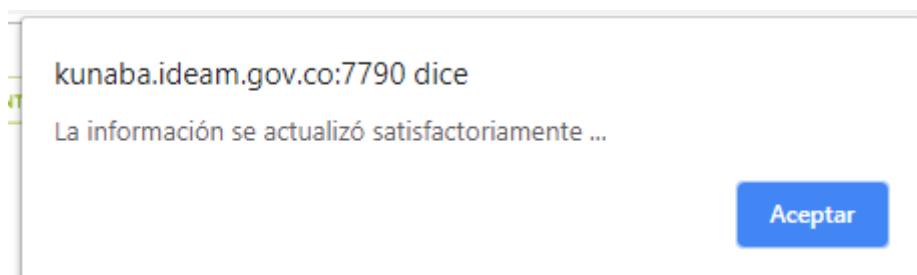 kunaba.ideam.gov.co:7790 dice
La información se actualizó satisfactoriamente ...
Aceptar